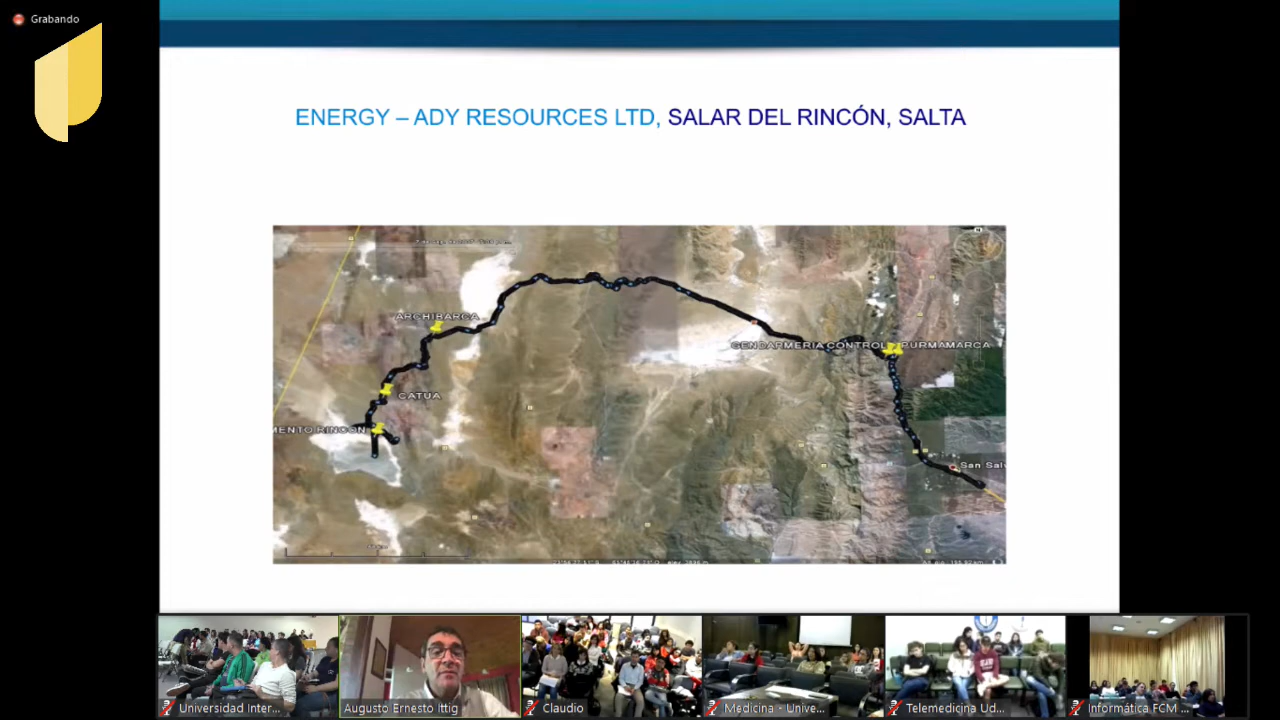 Grabando
ENERGY – ADY RESOURCES LTD, SALAR DEL RINCÓN, SALTA
ARCHIBARCA
GENDARMERIA CONTROL PURMAMARCA
CATUA
MENTO RINCON
San Salv
Universidad Inter...
Augusto Ernesto Ittig
Claudio
Medicina - Unive...
Telemedicina Ud...
Informática FCM ...